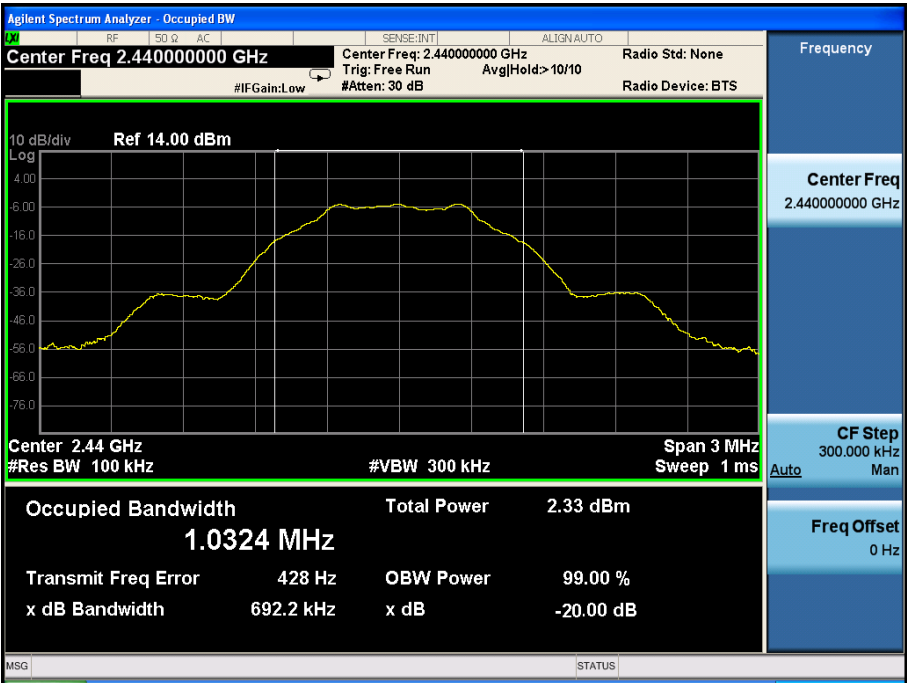 Agilent Spectrum Analyzer - Occupied BW
LXI RF 50 Ω AC SENSE:INT ALIGN AUTO
Center Freq 2.440000000 GHz
#IFGain:Low
Center Freq: 2.440000000 GHz
Trig: Free Run Avg|Hold:> 10/10
#Atten: 30 dB
Radio Std: None
Radio Device: BTS
Frequency
10 dB/div Ref 14.00 dBm
Log
4.00
-6.00
-16.0
-26.0
-36.0
-46.0
-56.0
-66.0
-76.0
Center 2.44 GHz Span 3 MHz
#Res BW 100 kHz #VBW 300 kHz Sweep 1 ms
Center Freq
2.440000000 GHz
CF Step
300.000 kHz
Auto Man
Freq Offset
0 Hz
Occupied Bandwidth Total Power 2.33 dBm
1.0324 MHz
Transmit Freq Error 428 Hz OBW Power 99.00 %
x dB Bandwidth 692.2 kHz x dB -20.00 dB
MSG STATUS